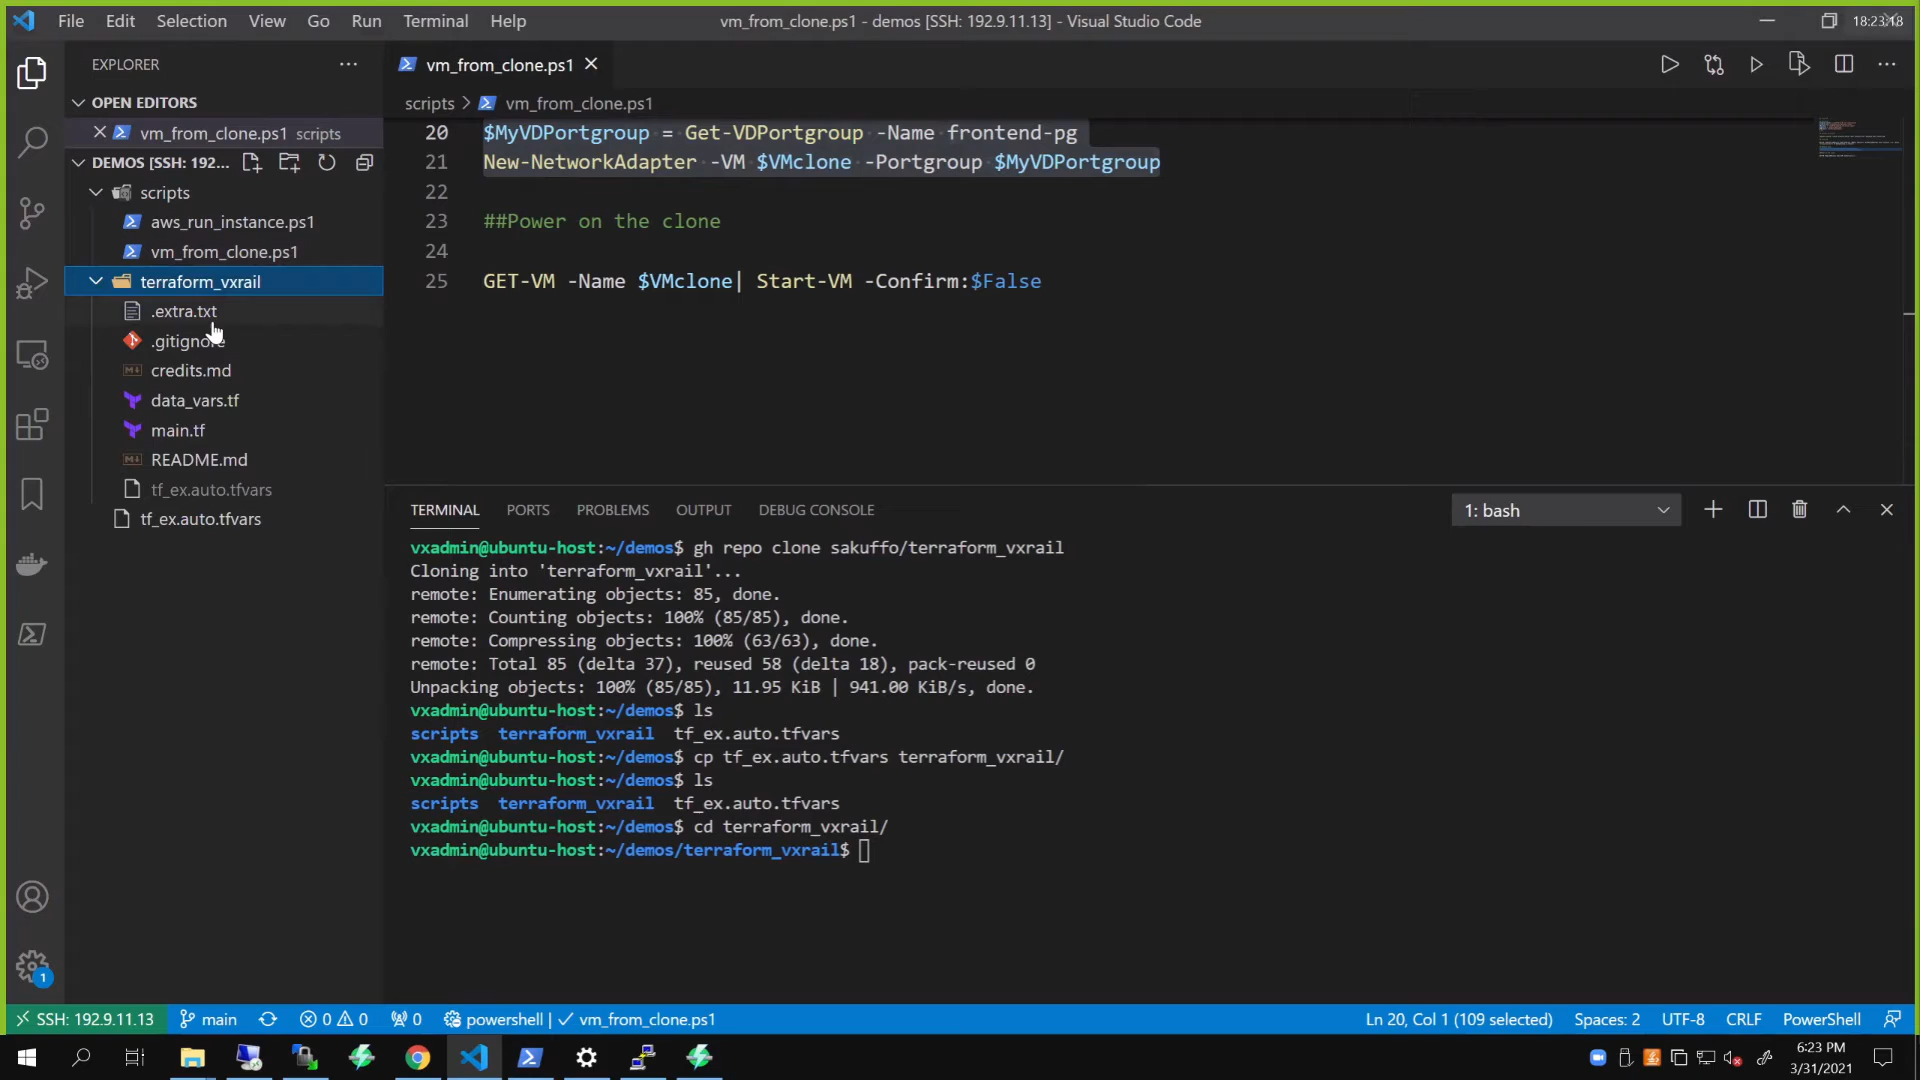 File Edit Selection View Go Run Terminal Help
vm_from_clone.ps1 - demos [SSH: 192.9.11.13] - Visual Studio Code
18:23:18
EXPLORER
OPEN EDITORS
vm_from_clone.ps1 scripts
DEMOS [SSH: 192...
scripts
aws_run_instance.ps1
vm_from_clone.ps1
terraform_vxrail
.extra.txt
.gitignore
credits.md
data_vars.tf
main.tf
README.md
tf_ex.auto.tfvars
tf_ex.auto.tfvars
vm_from_clone.ps1
scripts > vm_from_clone.ps1
20 $MyVDPortgroup = Get-VDPortgroup -Name frontend-pg
21 New-NetworkAdapter -VM $VMclone -Portgroup $MyVDPortgroup
22
23 ##Power on the clone
24
25 GET-VM -Name $VMclone| Start-VM -Confirm:$False
TERMINAL PORTS PROBLEMS OUTPUT DEBUG CONSOLE
1: bash
vxadmin@ubuntu-host:~/demos$ gh repo clone sakuffo/terraform_vxrail
Cloning into 'terraform_vxrail'...
remote: Enumerating objects: 85, done.
remote: Counting objects: 100% (85/85), done.
remote: Compressing objects: 100% (63/63), done.
remote: Total 85 (delta 37), reused 58 (delta 18), pack-reused 0
Unpacking objects: 100% (85/85), 11.95 KiB | 941.00 KiB/s, done.
vxadmin@ubuntu-host:~/demos$ ls
scripts terraform_vxrail tf_ex.auto.tfvars
vxadmin@ubuntu-host:~/demos$ cp tf_ex.auto.tfvars terraform_vxrail/
vxadmin@ubuntu-host:~/demos$ ls
scripts terraform_vxrail tf_ex.auto.tfvars
vxadmin@ubuntu-host:~/demos$ cd terraform_vxrail/
vxadmin@ubuntu-host:~/demos/terraform_vxrail$
1
SSH: 192.9.11.13 main 0 0 0 powershell | ✓ vm_from_clone.ps1
Ln 20, Col 1 (109 selected) Spaces: 2 UTF-8 CRLF PowerShell
6:23 PM
3/31/2021